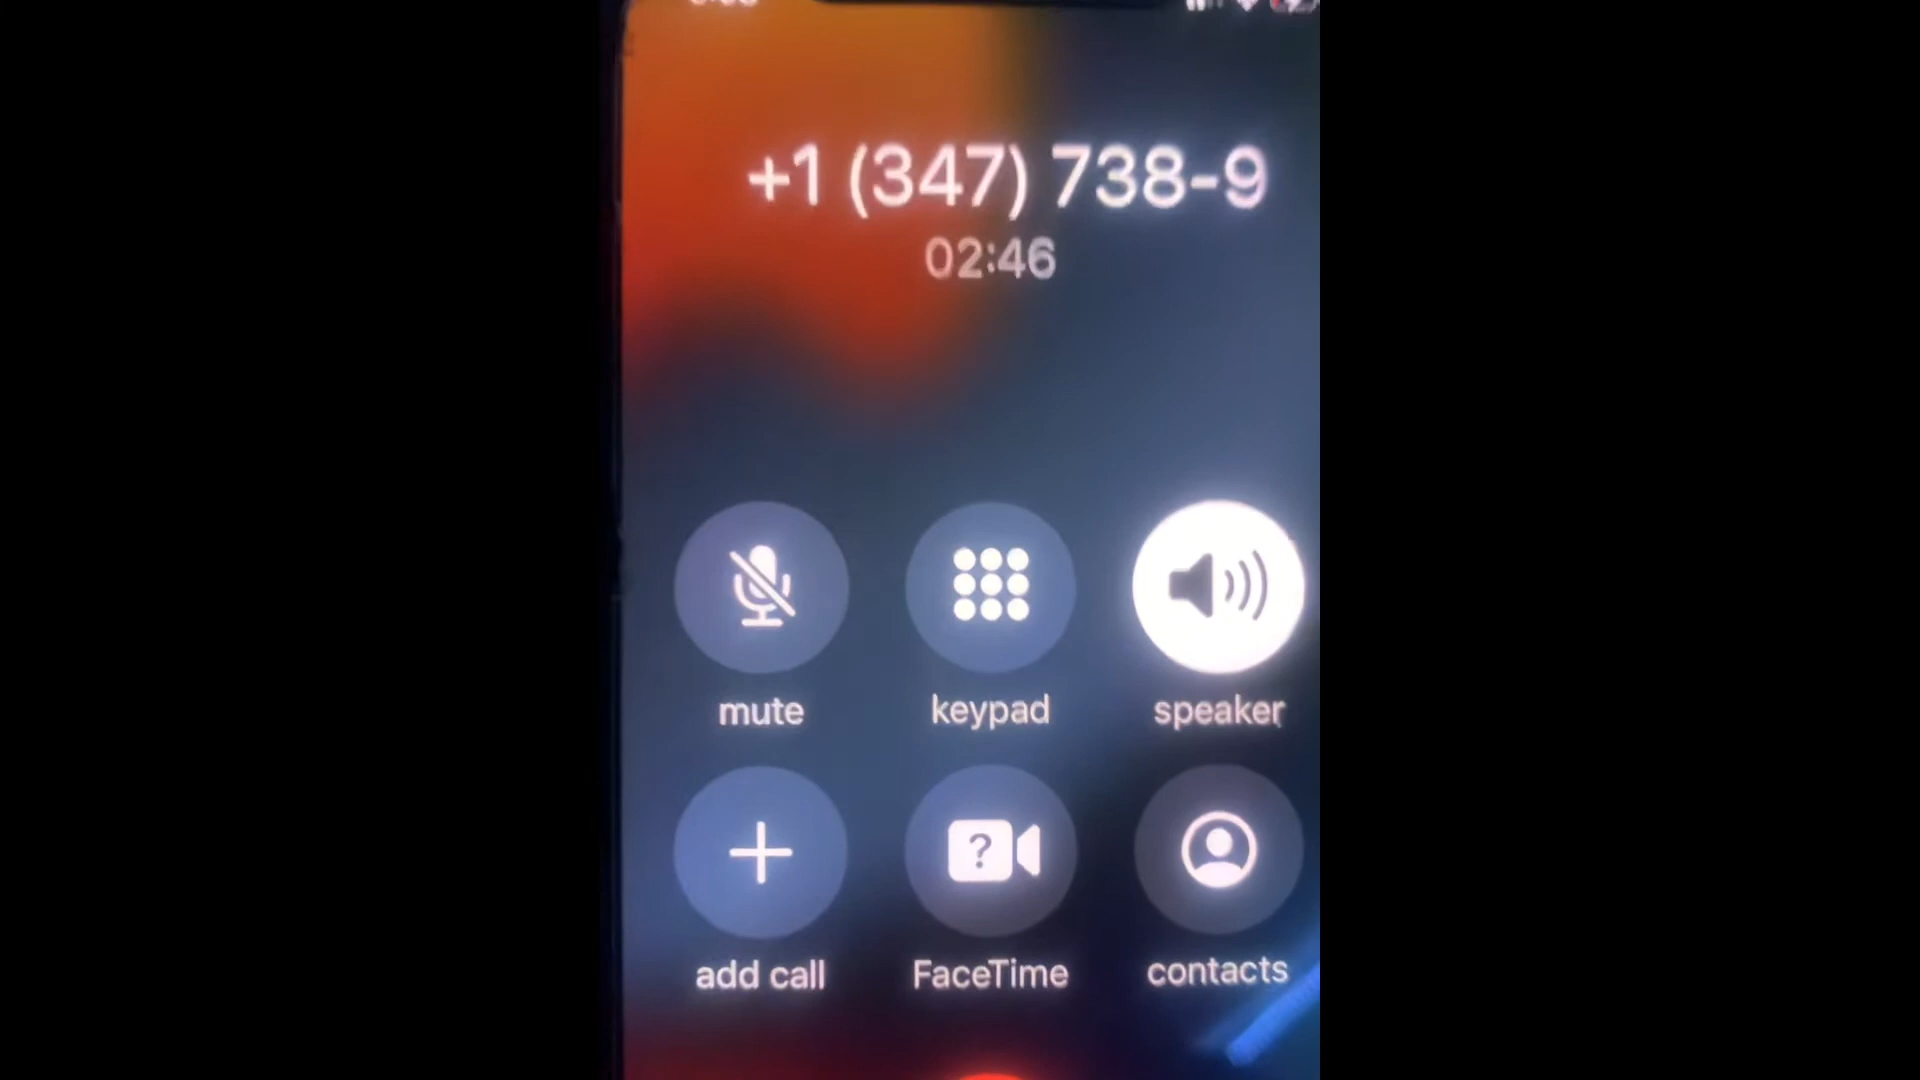 +1 (347) 738-9
02:46
mute keypad speaker
?
add call FaceTime contacts